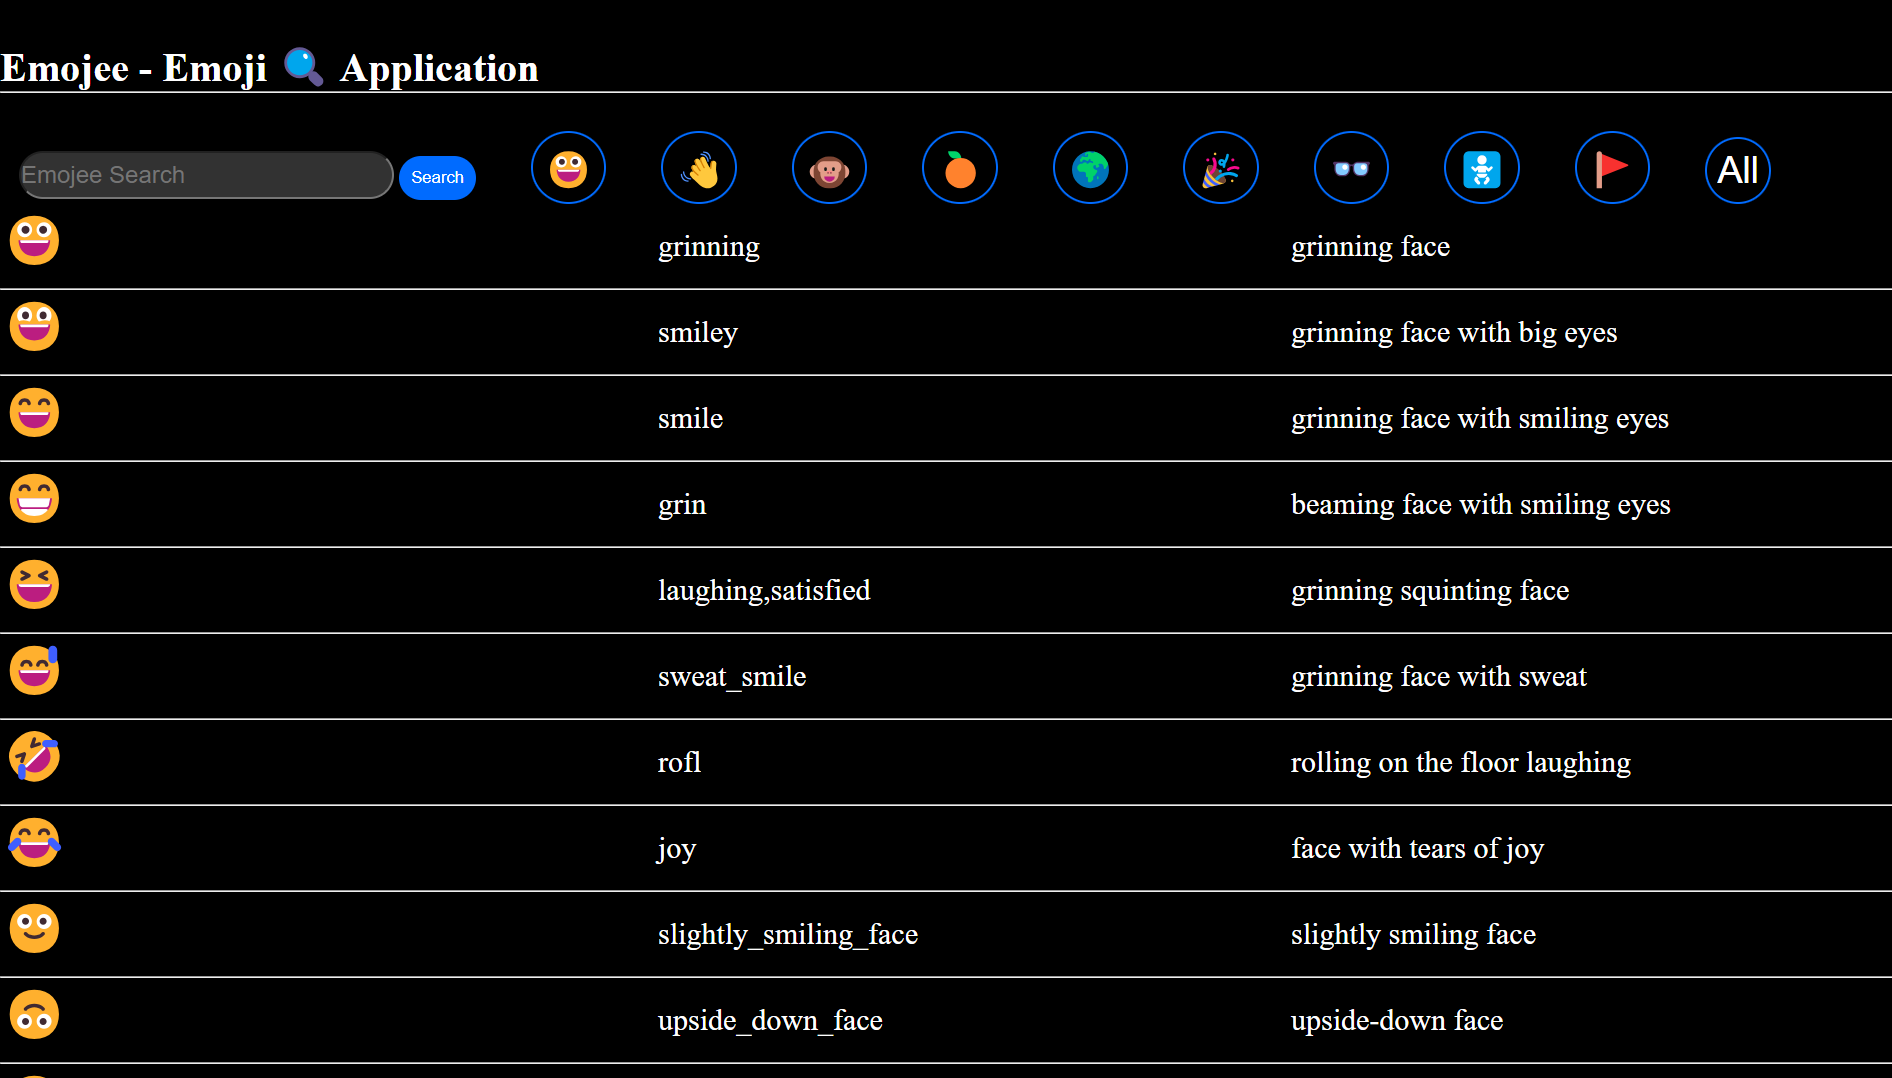 Emojee - Emoji 🔍 Application
Emojee Search Search All
grinning grinning face
smiley grinning face with big eyes
smile grinning face with smiling eyes
grin beaming face with smiling eyes
laughing,satisfied grinning squinting face
sweat_smile grinning face with sweat
rofl rolling on the floor laughing
joy face with tears of joy
slightly_smiling_face slightly smiling face
upside_down_face upside-down face